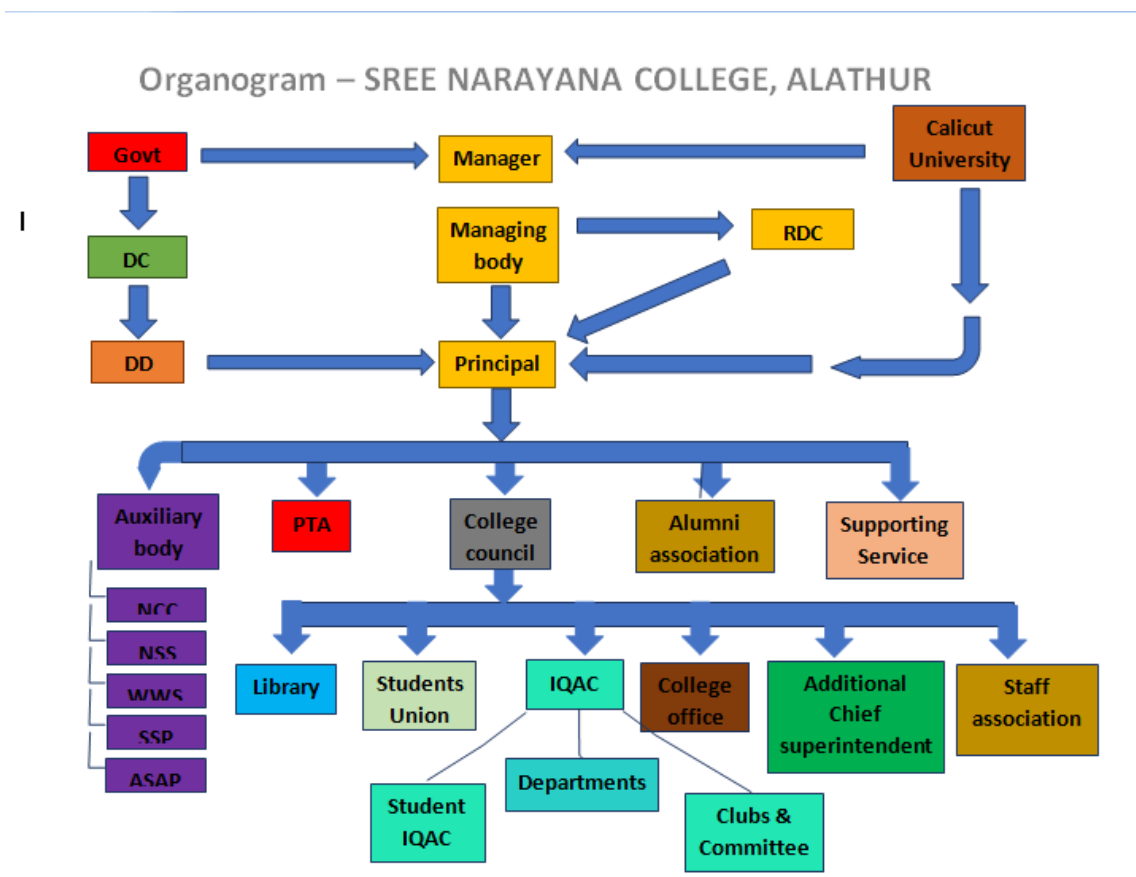 Organogram – SREE NARAYANA COLLEGE, ALATHUR
Govt
Manager
Calicut
University
I
DC
Managing
body
RDC
DD
Principal
Auxiliary
body
PTA
College
council
Alumni
association
Supporting
Service
NCC
NSS
WWS
SSP
ASAP
Library
Students
Union
IQAC
College
office
Additional
Chief
superintendent
Staff
association
Student
IQAC
Departments
Clubs &
Committee